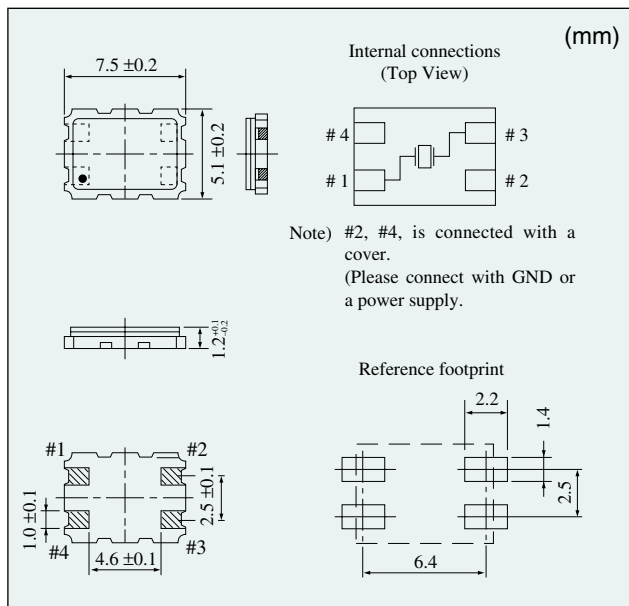 (mm)
7.5 ±0.2
5.1 ±0.2
Internal connections
(Top View)
# 4
# 3
# 1
# 2
Note) #2, #4, is connected with a
cover.
(Please connect with GND or
a power supply.
1.2 +0.1 -0.2
Reference footprint
2.2
1.4
2.5
6.4
#1
#2
2.5 ±0.1
1.0 ±0.1
#4
4.6 ±0.1
#3